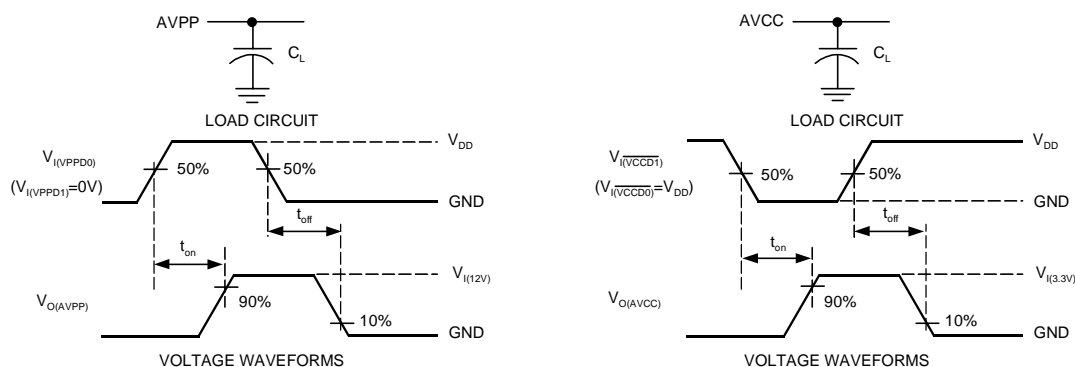 AVPP
C_L
LOAD CIRCUIT
V_I(VPPD0)
(V_I(VPPD1)=0V)
50%
50%
V_DD
GND
t_off
t_on
V_I(12V)
V_O(AVPP)
90%
10%
GND
VOLTAGE WAVEFORMS
AVCC
C_L
LOAD CIRCUIT
V_I(V̅C̅C̅D̅1̅)
(V_I(V̅C̅C̅D̅0̅)=V_DD)
50%
50%
V_DD
GND
t_off
t_on
V_I(3.3V)
V_O(AVCC)
90%
10%
GND
VOLTAGE WAVEFORMS